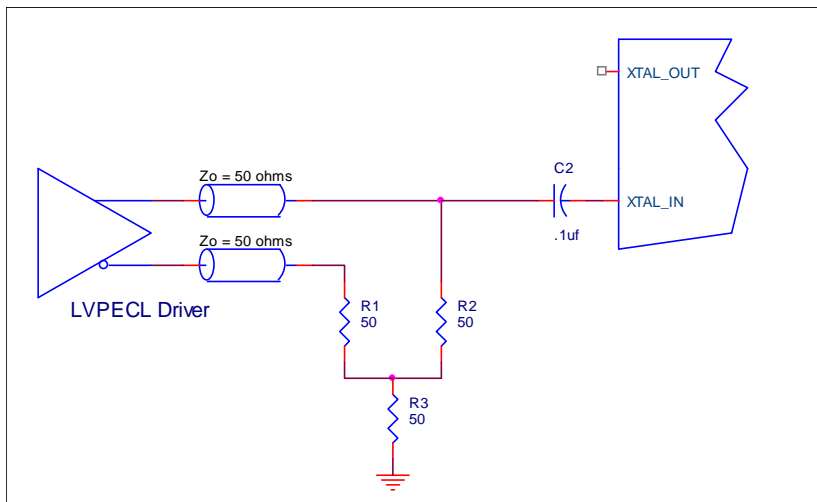 XTAL_OUT
C2
Zo = 50 ohms
XTAL_IN
.1uf
Zo = 50 ohms
LVPECL Driver
R1
50
R2
50
R3
50